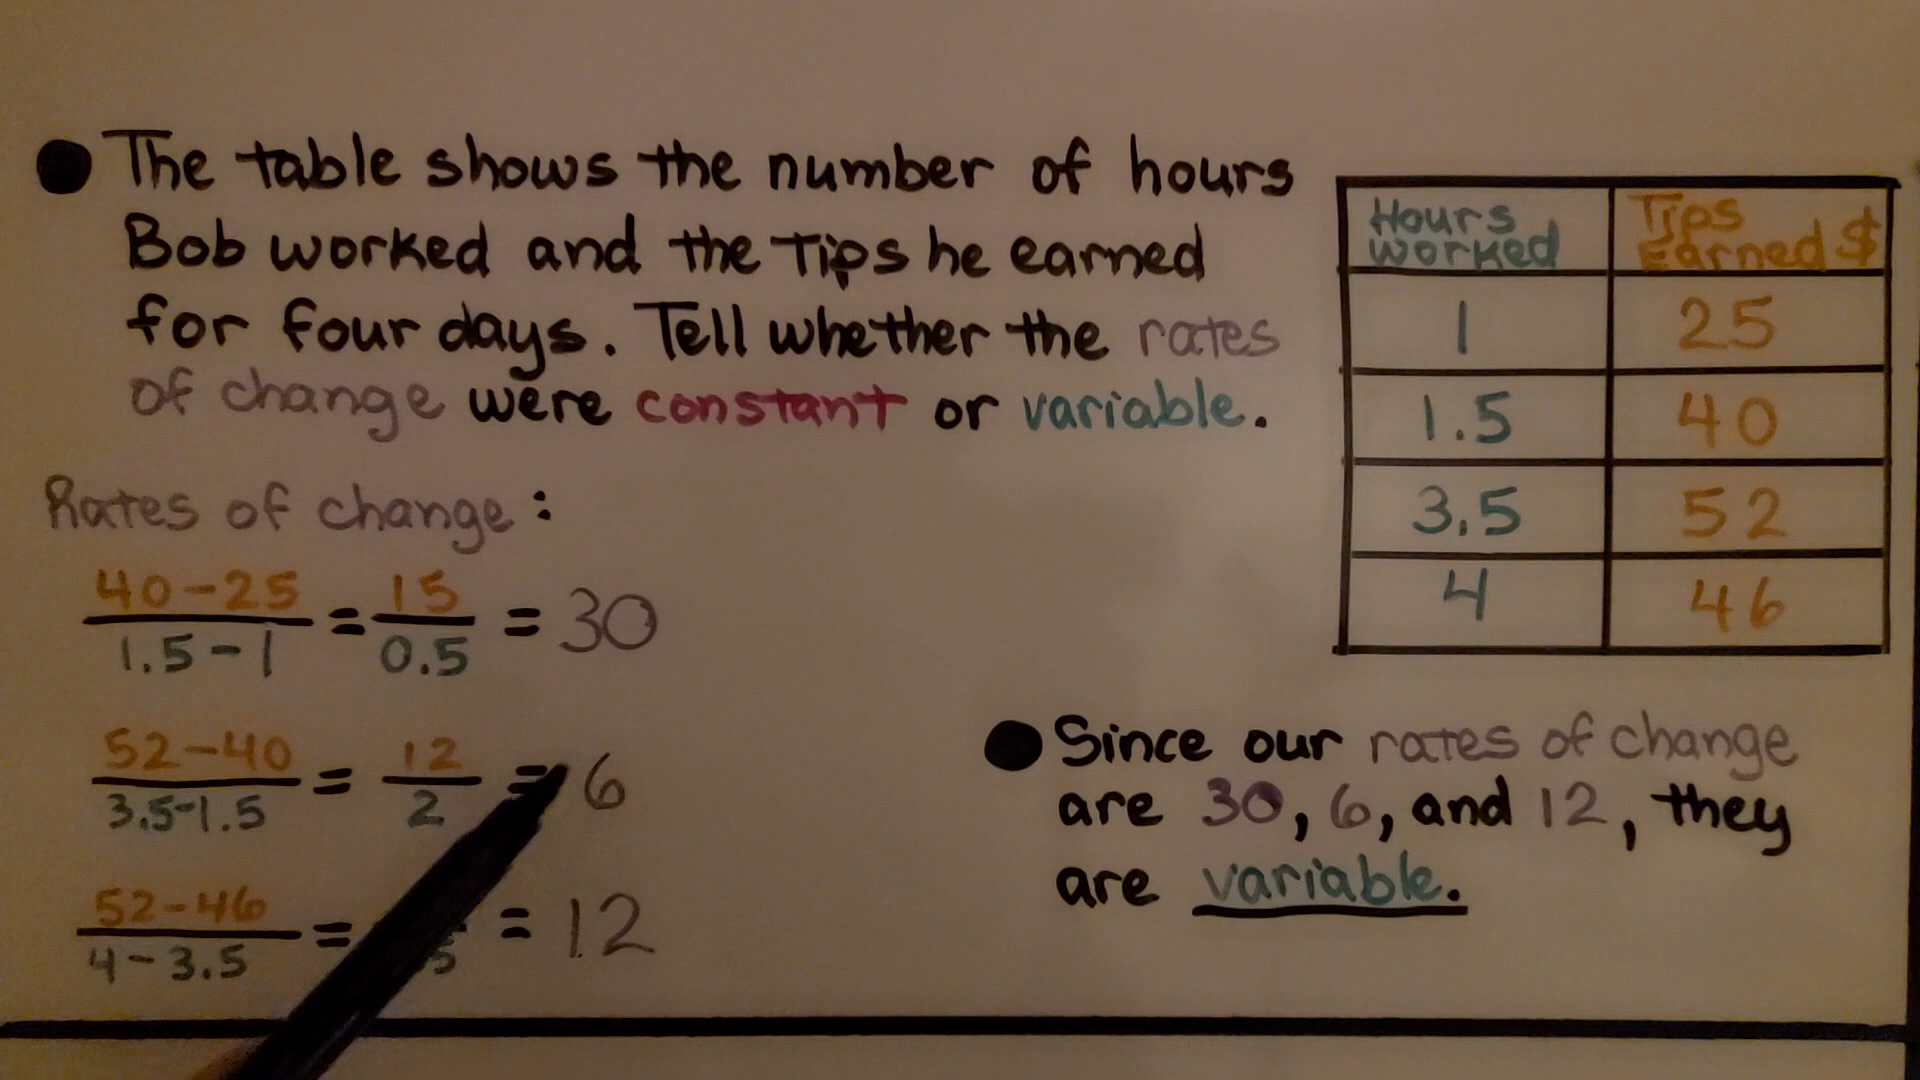 The table shows the number of hours
Bob worked and the Tips he earned
for four days. Tell whether the rates
of change were constant or variable.
Hours worked Tips Earned $
1 25
1.5 40
3.5 52
4 46
Rates of change:
40-25 / 1.5-1 = 15 / 0.5 = 30
52-40 / 3.5-1.5 = 12 / 2 = 6
52-46 / 4-3.5 = 5 = 12
Since our rates of change
are 30, 6, and 12, they
are variable.